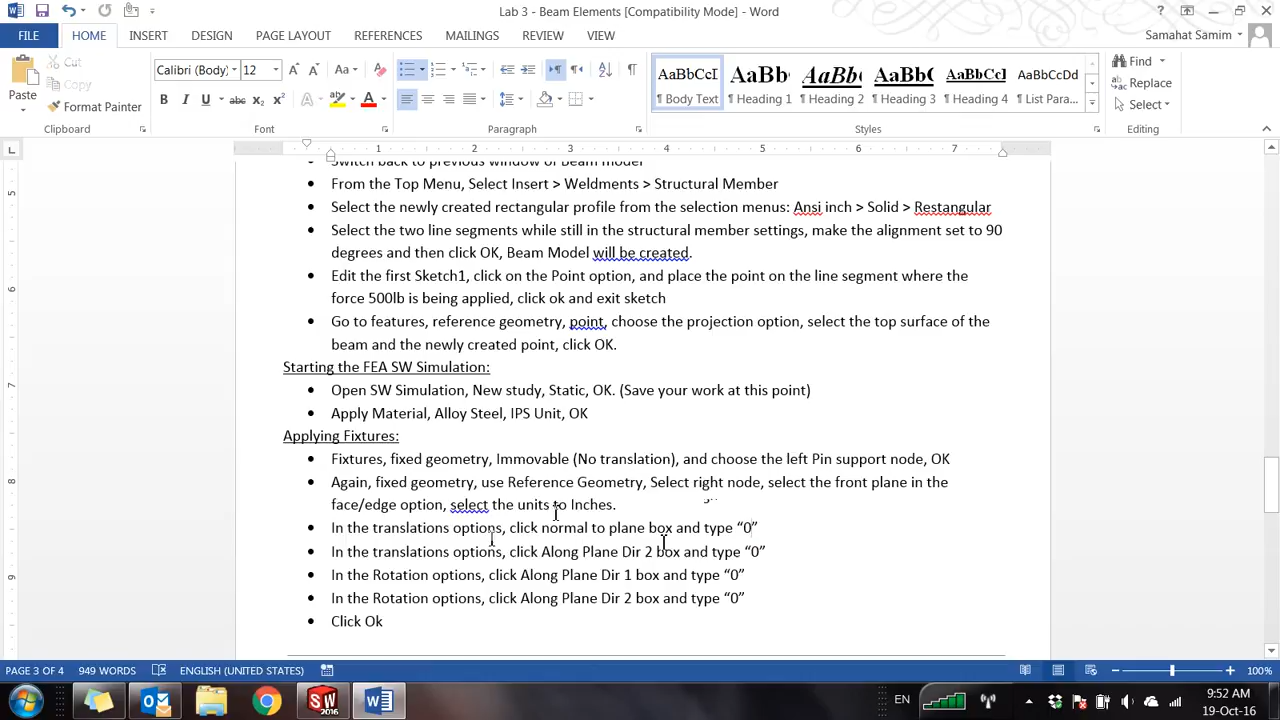 Lab 3 - Beam Elements [Compatibility Mode] - Word
Samahat Samim
FILE HOME INSERT DESIGN PAGE LAYOUT REFERENCES MAILINGS REVIEW VIEW
Paste
Cut
Copy
Format Painter
Calibri (Body) 12
AaBbCcI AaBb AaBb AaBbC AaBbCcI AaBbCcDd
¶ Body Text ¶ Heading 1 ¶ Heading 2 ¶ Heading 3 ¶ Heading 4 ¶ List Para...
Find
Replace
Select
Clipboard Font Paragraph Styles Editing
1 2 3 4 5 6 7
Switch back to previous window of Beam model
• From the Top Menu, Select Insert > Weldments > Structural Member
• Select the newly created rectangular profile from the selection menus: Ansi inch > Solid > Restangular
• Select the two line segments while still in the structural member settings, make the alignment set to 90
degrees and then click OK, Beam Model will be created.
• Edit the first Sketch1, click on the Point option, and place the point on the line segment where the
force 500lb is being applied, click ok and exit sketch
• Go to features, reference geometry, point, choose the projection option, select the top surface of the
beam and the newly created point, click OK.
Starting the FEA SW Simulation:
• Open SW Simulation, New study, Static, OK. (Save your work at this point)
• Apply Material, Alloy Steel, IPS Unit, OK
Applying Fixtures:
• Fixtures, fixed geometry, Immovable (No translation), and choose the left Pin support node, OK
• Again, fixed geometry, use Reference Geometry, Select right node, select the front plane in the
face/edge option, select the units to Inches.
• In the translations options, click normal to plane box and type “0”
• In the translations options, click Along Plane Dir 2 box and type “0”
• In the Rotation options, click Along Plane Dir 1 box and type “0”
• In the Rotation options, click Along Plane Dir 2 box and type “0”
• Click Ok
5
6
7
8
9
PAGE 3 OF 4 949 WORDS ENGLISH (UNITED STATES) 100%
SW
2016
EN
9:52 AM
19-Oct-16